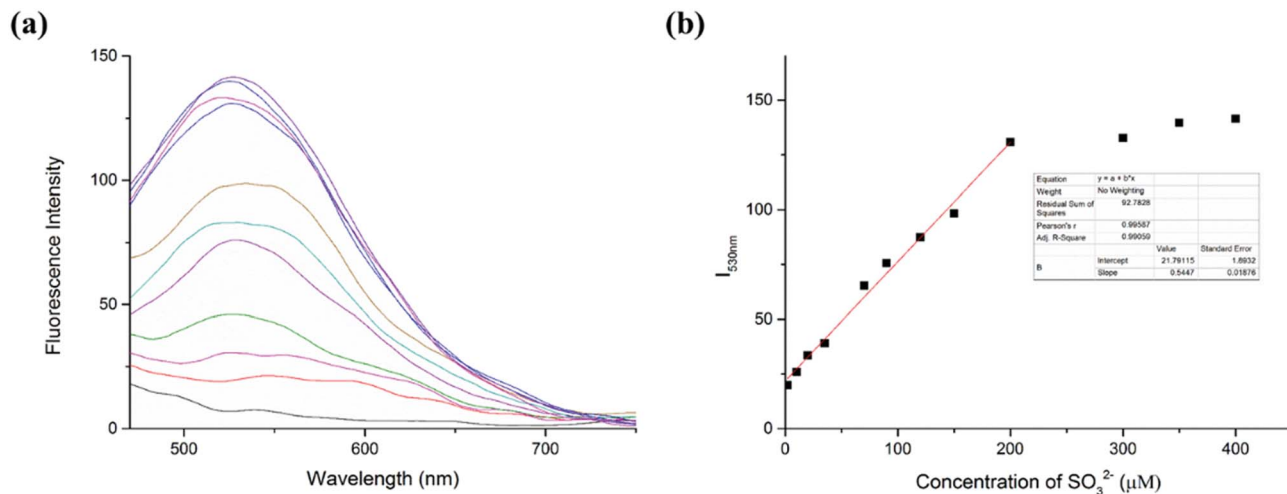 (a)
150
100
50
0
Fluorescence Intensity
500 600 700
Wavelength (nm)
(b)
150
100
50
0
I530nm
0 100 200 300 400
Concentration of SO₃²⁻ (μM)
Equation y = a + b*x
Weight No Weighting
Residual Sum of Squares 92.7828
Pearson's r 0.99587
Adj. R-Square 0.99059
Value Standard Error
B Intercept 21.79115 1.6932
Slope 0.5447 0.01876